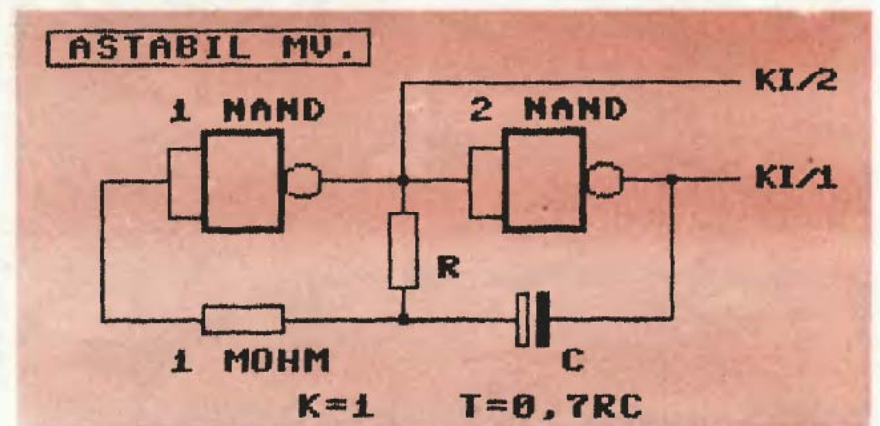 ASTABIL MV.
KI/2
1 NAND
2 NAND
KI/1
R
1 MOHM
C
K=1
T=0,7RC